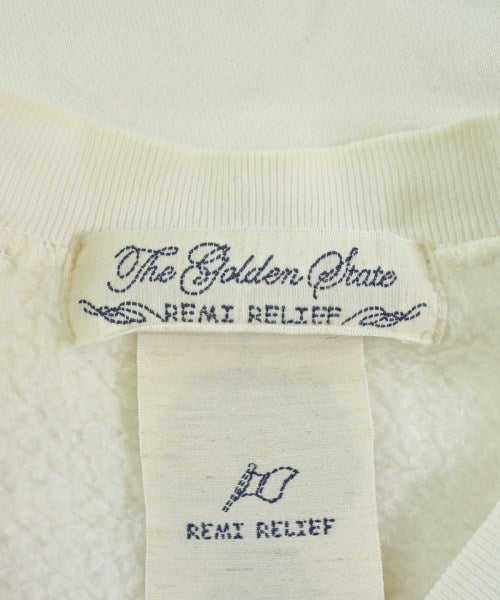 The Golden State
REMI RELIEF
REMI RELIEF